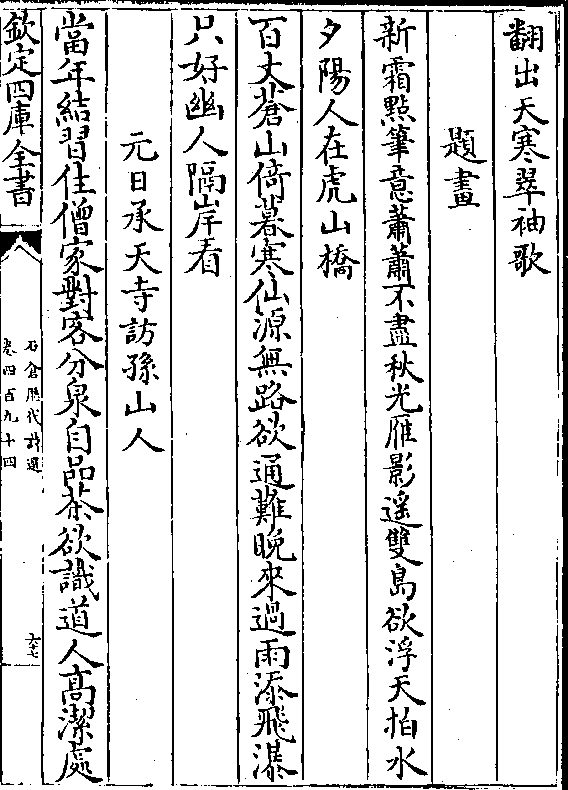 翻出天寒翠袖歌
題畫
新霜㸃筆意蕭蕭不盡秋光雁影遥雙島欲浮天拍水
夕陽人在虎山橋
百丈蒼山倚暮寒仙源無路欲通難晚來過雨添飛瀑
只好幽人隔岸看
元日承天寺訪孫山人
當年結習住僧家對客分泉自品茶欲識道人髙潔處
欽定四庫全書
石倉歴代詩選
卷四百九十四
六十七